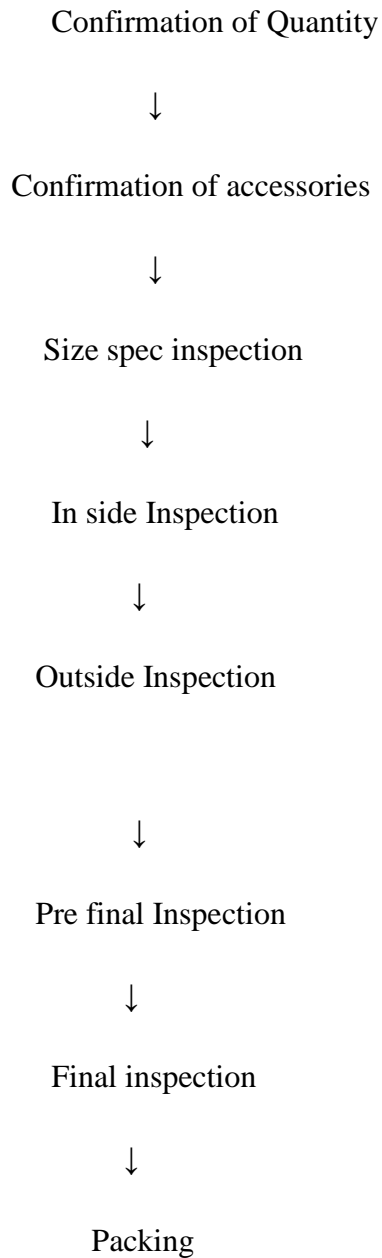 Confirmation of Quantity
↓
Confirmation of accessories
↓
Size spec inspection
↓
In side Inspection
↓
Outside Inspection
↓
Pre final Inspection
↓
Final inspection
↓
Packing